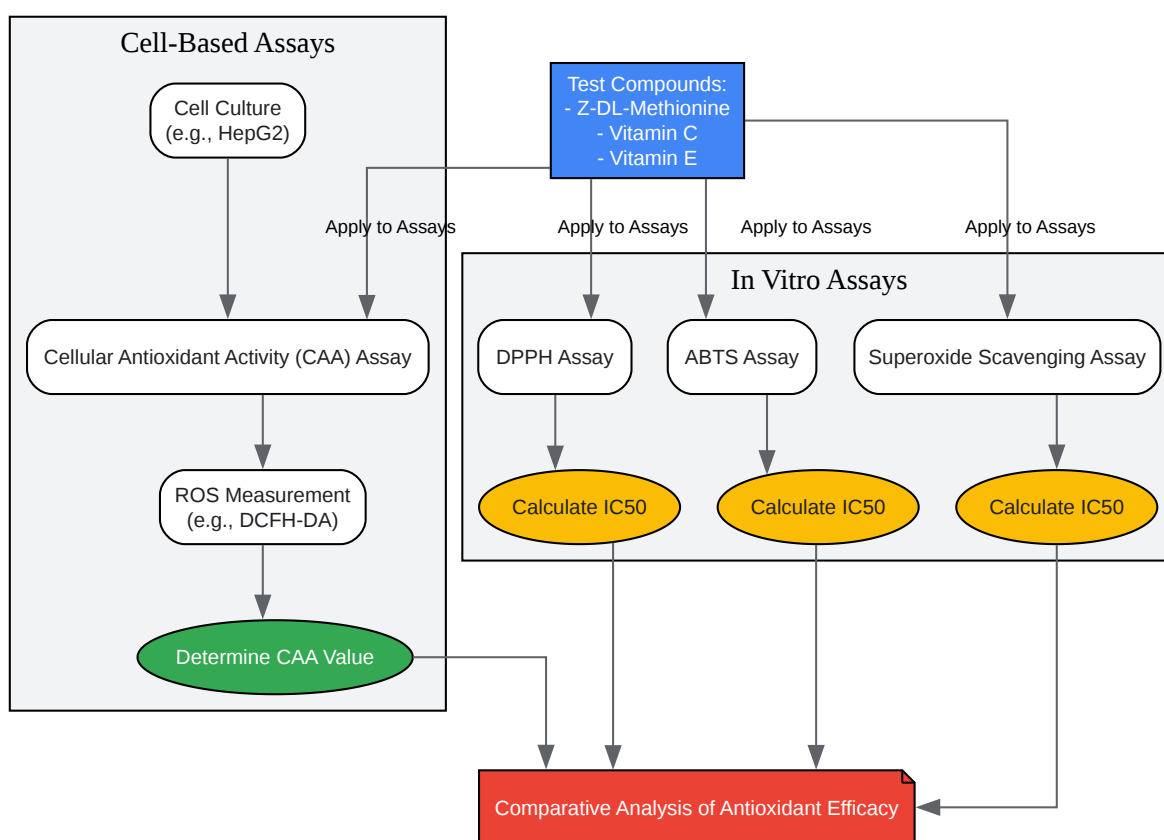 Cell-Based Assays
Cell Culture
(e.g., HepG2)
Test Compounds:
- Z-DL-Methionine
- Vitamin C
- Vitamin E
Apply to Assays
Apply to Assays
Apply to Assays
Apply to Assays
In Vitro Assays
Cellular Antioxidant Activity (CAA) Assay
DPPH Assay
ABTS Assay
Superoxide Scavenging Assay
ROS Measurement
(e.g., DCFH-DA)
Calculate IC50
Calculate IC50
Calculate IC50
Determine CAA Value
Comparative Analysis of Antioxidant Efficacy